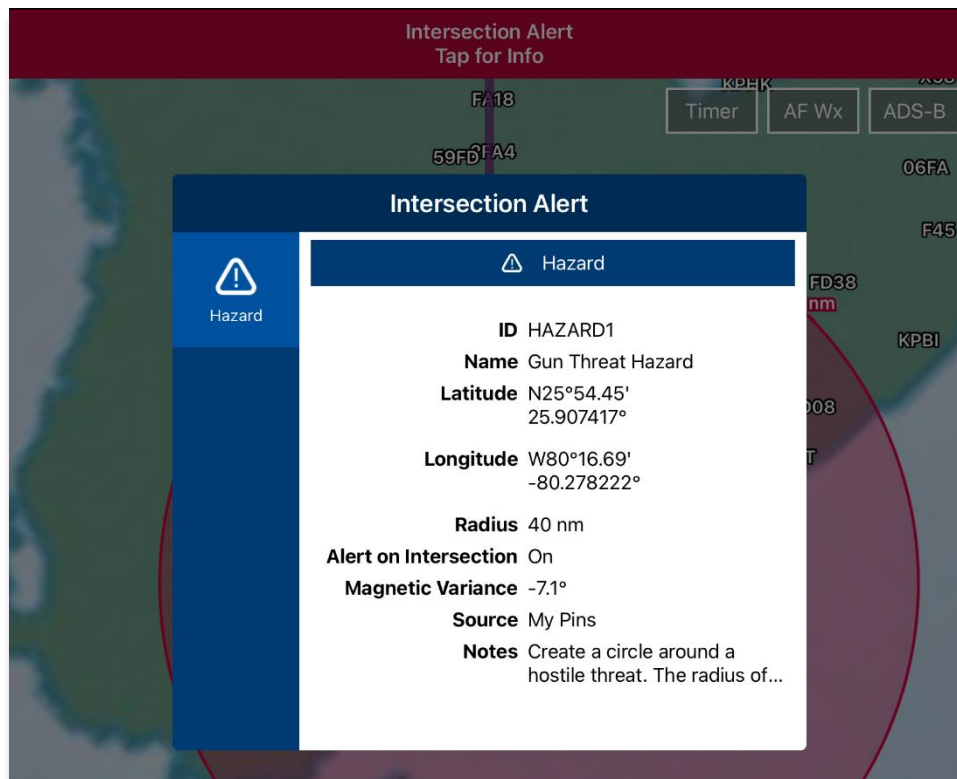 Intersection Alert
Tap for Info
FA18
KPHK
Timer
AF Wx
ADS-B
59FD
FA4
06FA
F45
Intersection Alert
Hazard
Hazard
FD38
nm
KPBI
ID HAZARD1
Name Gun Threat Hazard
Latitude N25°54.45'
25.907417°
08
Longitude W80°16.69'
-80.278222°
T
Radius 40 nm
Alert on Intersection On
Magnetic Variance -7.1°
Source My Pins
Notes Create a circle around a
hostile threat. The radius of...